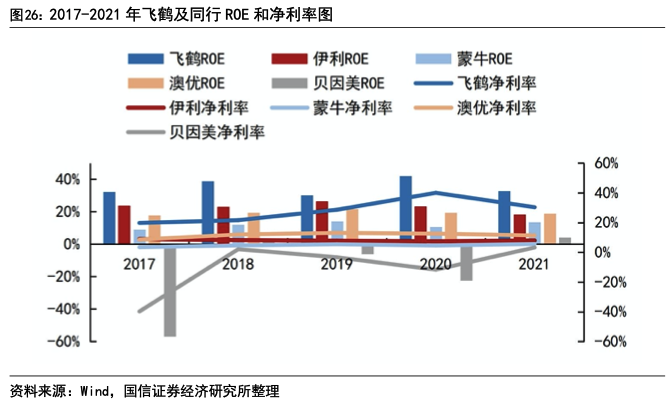 图26：2017-2021 年飞鹤及同行 ROE 和净利率图
飞鹤ROE 伊利ROE 蒙牛ROE
澳优ROE 贝因美ROE 飞鹤净利率
伊利净利率 蒙牛净利率 澳优净利率
贝因美净利率
60%
40% 40%
20% 20%
0% 0%
2017 2018 2019 2020 2021
-20% -20%
-40% -40%
-60% -60%
资料来源：Wind，国信证券经济研究所整理